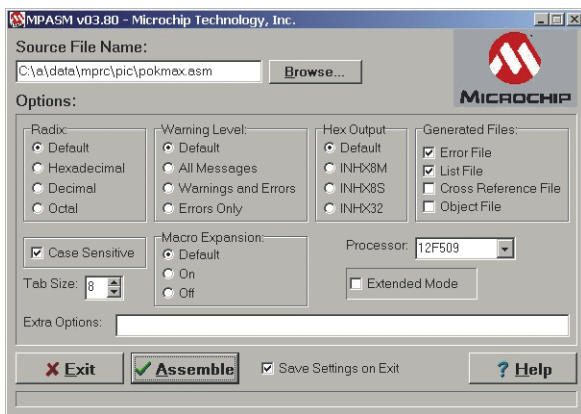 MPASM v03.80 - Microchip Technology, Inc.
Source File Name:
C:\a\data\mprc\pic\pokmax.asm
Browse...
MICROCHIP
Options:
Radix:
Default
Hexadecimal
Decimal
Octal
Warning Level:
Default
All Messages
Warnings and Errors
Errors Only
Hex Output
Default
INHX8M
INHX8S
INHX32
Generated Files:
Error File
List File
Cross Reference File
Object File
Case Sensitive
Tab Size: 8
Macro Expansion:
Default
On
Off
Processor: 12F509
Extended Mode
Extra Options:
Exit
Assemble
Save Settings on Exit
? Help